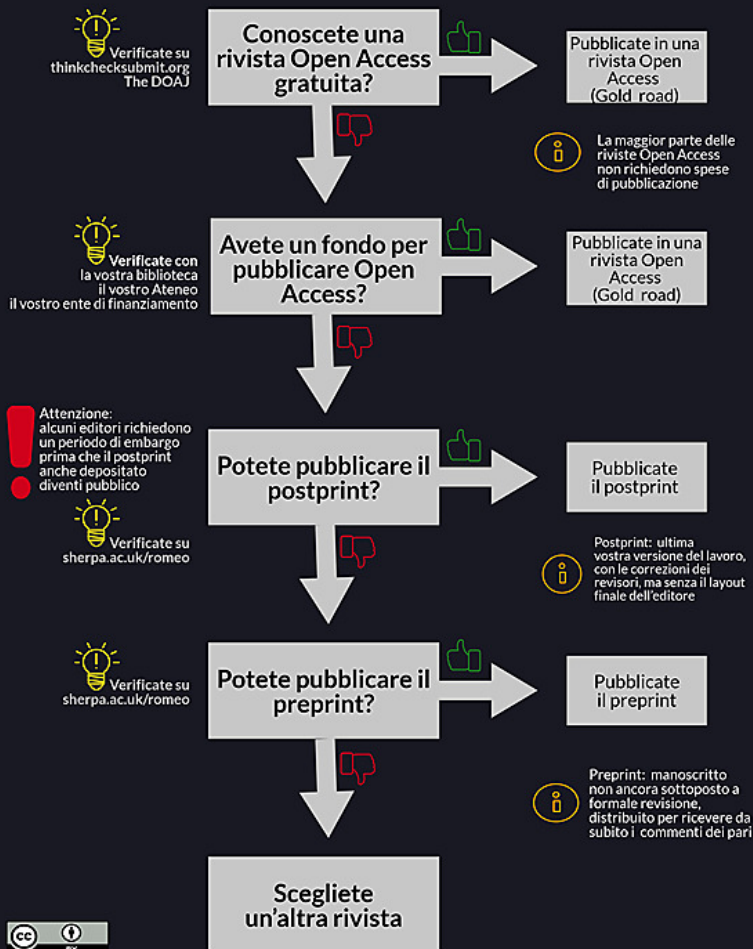 Verificate su
thinkchecksubmit.org
The DOAJ
Conoscete una
rivista Open Access
gratuita?
Pubblicate in una
rivista Open
Access
(Gold road)
La maggior parte delle
riviste Open Access
non richiedono spese
di pubblicazione
Verificate con
la vostra biblioteca
il vostro Ateneo
il vostro ente di finanziamento
Avete un fondo per
pubblicare Open
Access?
Pubblicate in una
rivista Open
Access
(Gold road)
Attenzione:
alcuni editori richiedono
un periodo di embargo
prima che il postprint
anche depositato
diventi pubblico
Verificate su
sherpa.ac.uk/romeo
Potete pubblicare il
postprint?
Pubblicate
il postprint
Postprint: ultima
vostra versione del lavoro,
con le correzioni dei
revisori, ma senza il layout
finale dell'editore
Verificate su
sherpa.ac.uk/romeo
Potete pubblicare il
preprint?
Pubblicate
il preprint
Preprint: manoscritto
non ancora sottoposto a
formale revisione,
distribuito per ricevere da
subito i commenti dei pari
Scegliete
un'altra rivista
cc